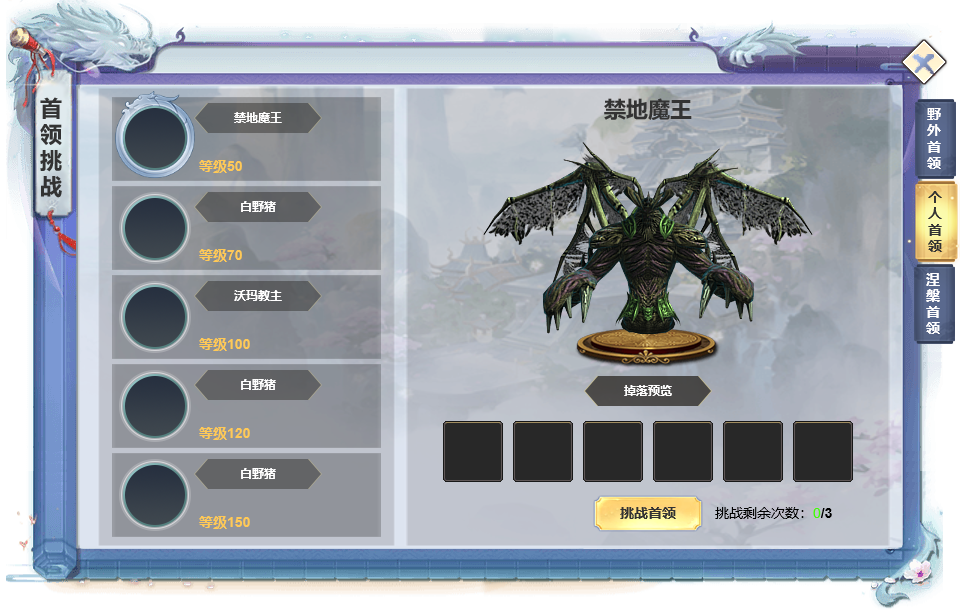 首领挑战
禁地魔王
等级50
白野猪
等级70
沃玛教主
等级100
白野猪
等级120
白野猪
等级150
禁地魔王
掉落预览
挑战首领
挑战剩余次数：0/3
野外首领
个人首领
涅槃首领